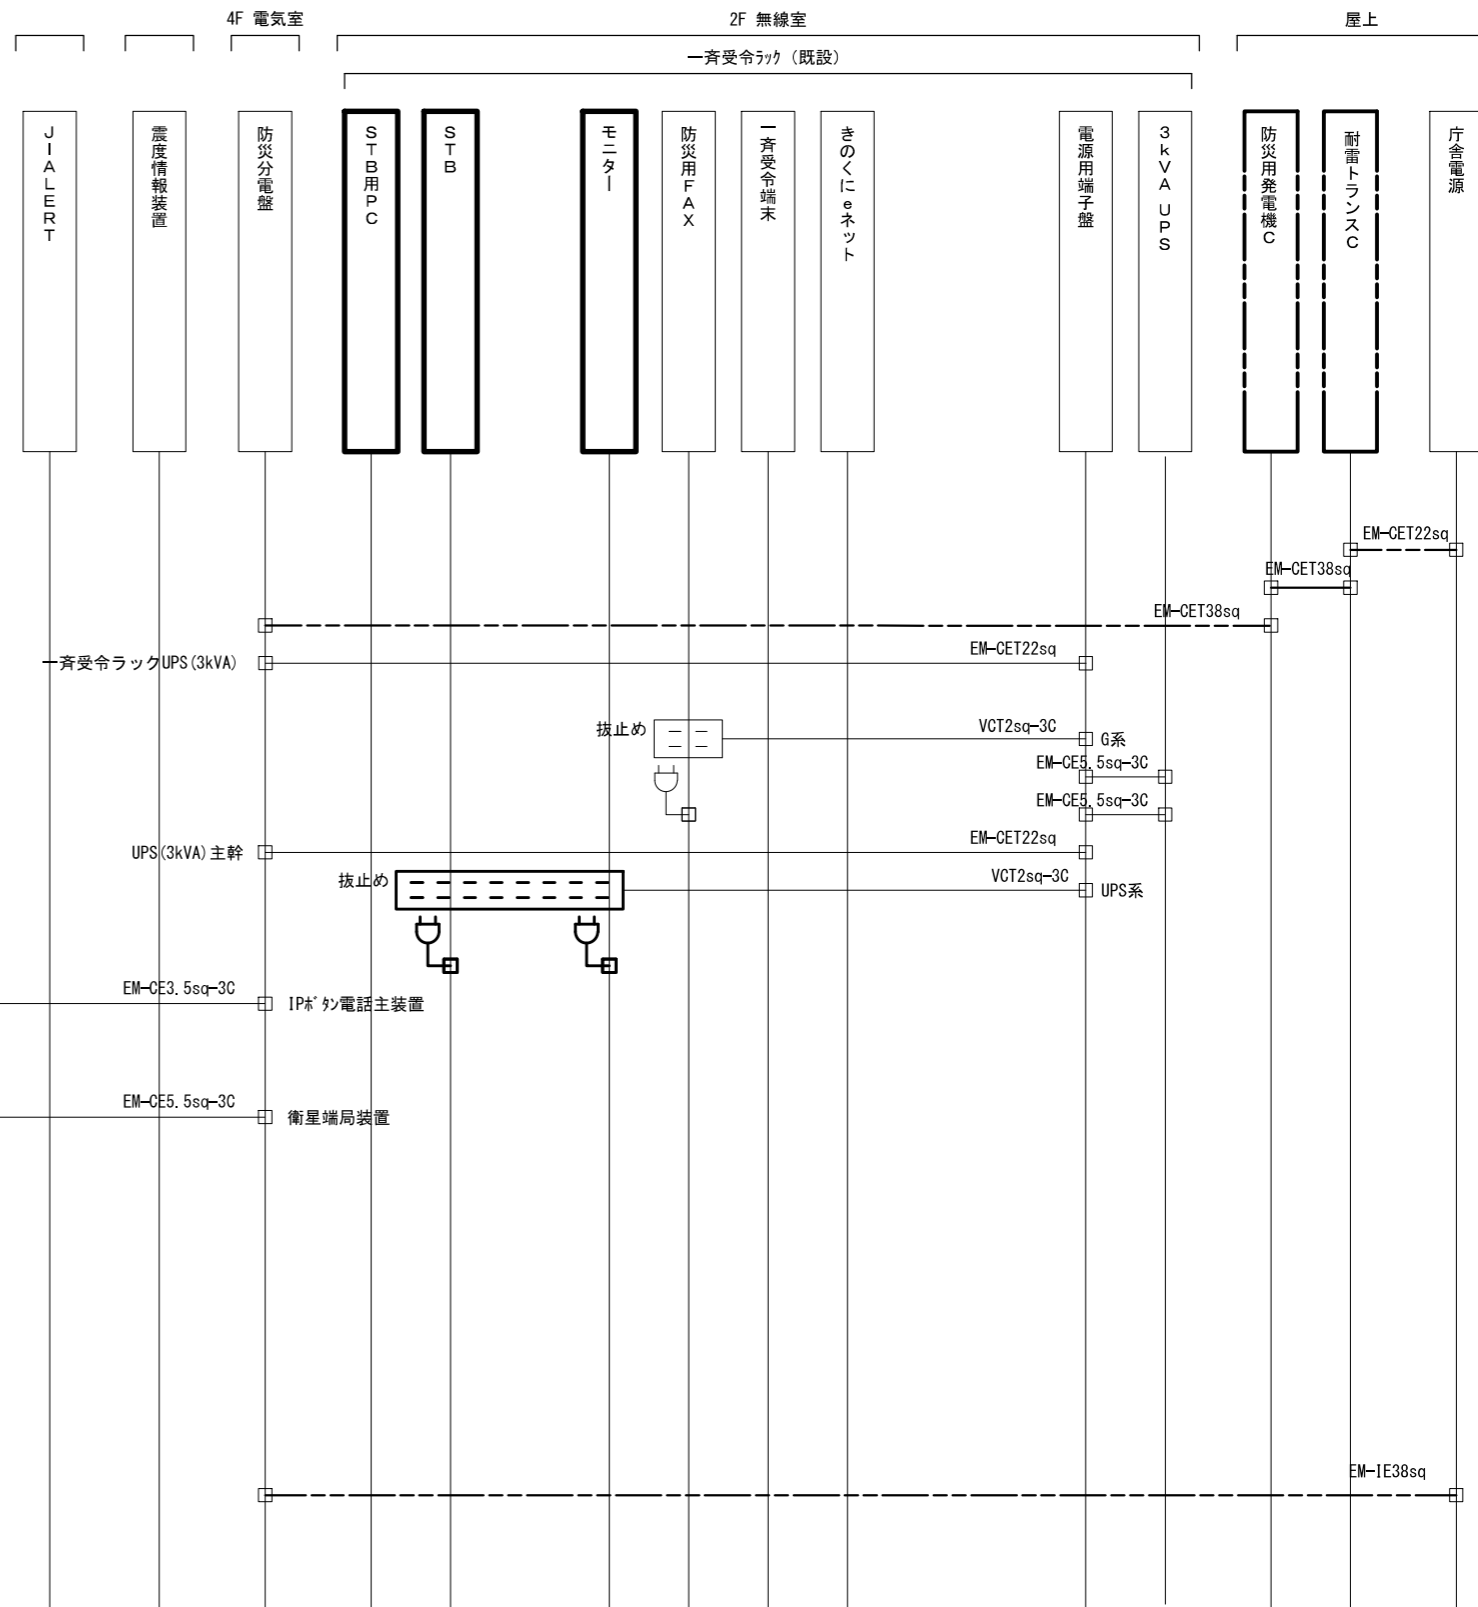 4F 電気室
2F 無線室
屋上
一斉受令ﾗｯｸ（既設）
J-ALERT
震度情報装置
防災分電盤
STB用PC
STB
モニター
防災用FAX
一斉受令端末
きのくにeネット
電源用端子盤
3kVA UPS
防災用発電機C
耐雷トランスC
庁舎電源
EM-CET22sq
EM-CET38sq
EM-CET38sq
一斉受令ラックUPS(3kVA)
EM-CET22sq
抜止め
VCT2sq-3C
G系
EM-CE5.5sq-3C
EM-CE5.5sq-3C
UPS(3kVA)主幹
EM-CET22sq
抜止め
VCT2sq-3C
UPS系
EM-CE3.5sq-3C
IPﾎﾞﾀﾝ電話主装置
EM-CE5.5sq-3C
衛星端局装置
EM-IE38sq